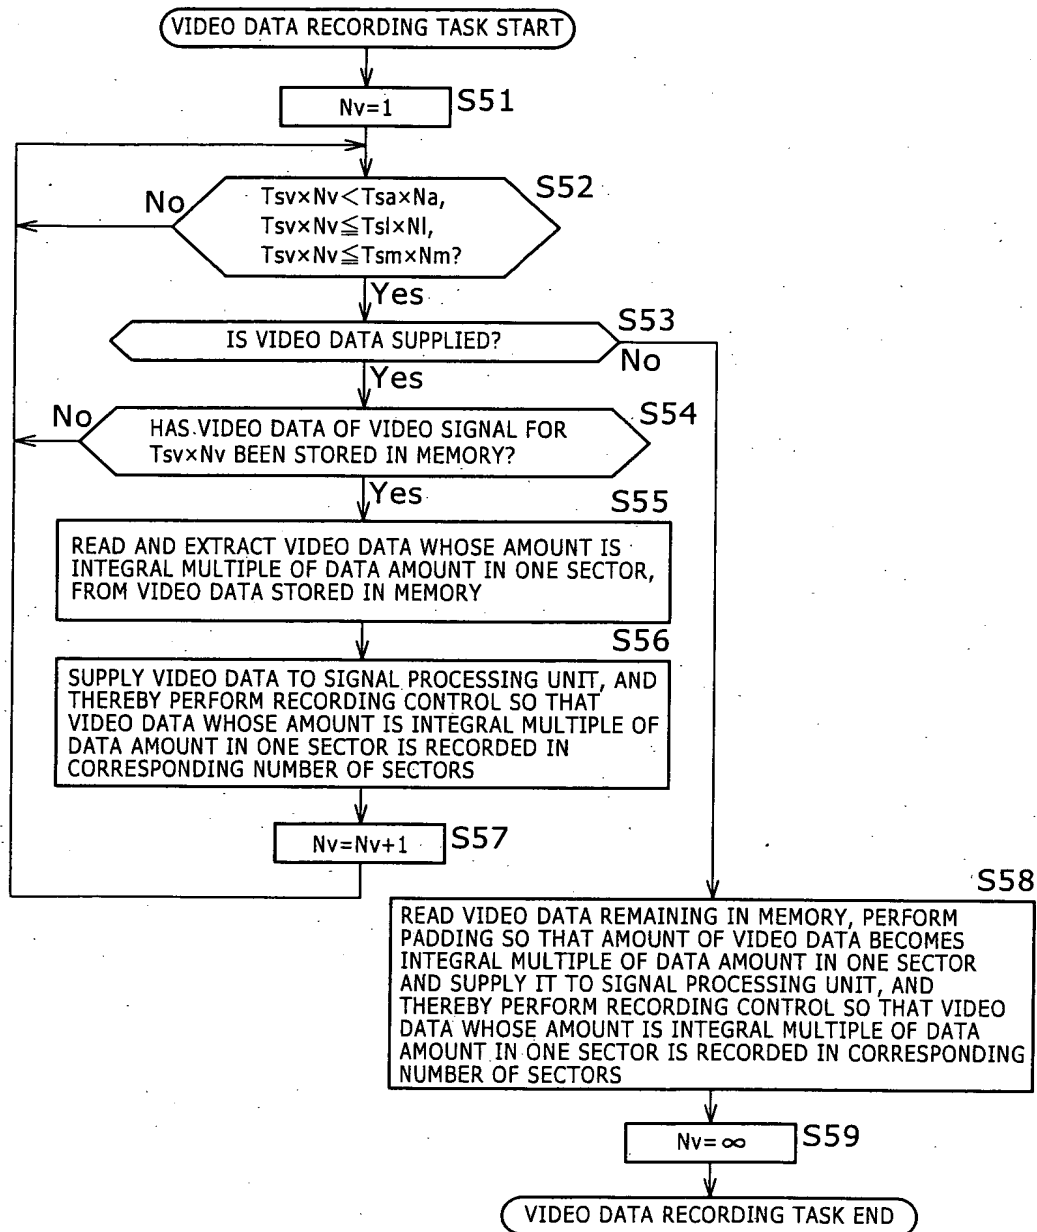 VIDEO DATA RECORDING TASK START
Nv=1
S51
S52
No
Tsv×Nv<Tsa×Na,
Tsv×Nv≦Tsl×Nl,
Tsv×Nv≦Tsm×Nm?
Yes
S53
IS VIDEO DATA SUPPLIED?
No
Yes
S54
No
HAS VIDEO DATA OF VIDEO SIGNAL FOR
Tsv×Nv BEEN STORED IN MEMORY?
Yes
S55
READ AND EXTRACT VIDEO DATA WHOSE AMOUNT IS
INTEGRAL MULTIPLE OF DATA AMOUNT IN ONE SECTOR,
FROM VIDEO DATA STORED IN MEMORY
S56
SUPPLY VIDEO DATA TO SIGNAL PROCESSING UNIT, AND
THEREBY PERFORM RECORDING CONTROL SO THAT
VIDEO DATA WHOSE AMOUNT IS INTEGRAL MULTIPLE OF
DATA AMOUNT IN ONE SECTOR IS RECORDED IN
CORRESPONDING NUMBER OF SECTORS
Nv=Nv+1
S57
S58
READ VIDEO DATA REMAINING IN MEMORY, PERFORM
PADDING SO THAT AMOUNT OF VIDEO DATA BECOMES
INTEGRAL MULTIPLE OF DATA AMOUNT IN ONE SECTOR
AND SUPPLY IT TO SIGNAL PROCESSING UNIT, AND
THEREBY PERFORM RECORDING CONTROL SO THAT VIDEO
DATA WHOSE AMOUNT IS INTEGRAL MULTIPLE OF DATA
AMOUNT IN ONE SECTOR IS RECORDED IN CORRESPONDING
NUMBER OF SECTORS
Nv=∞
S59
VIDEO DATA RECORDING TASK END